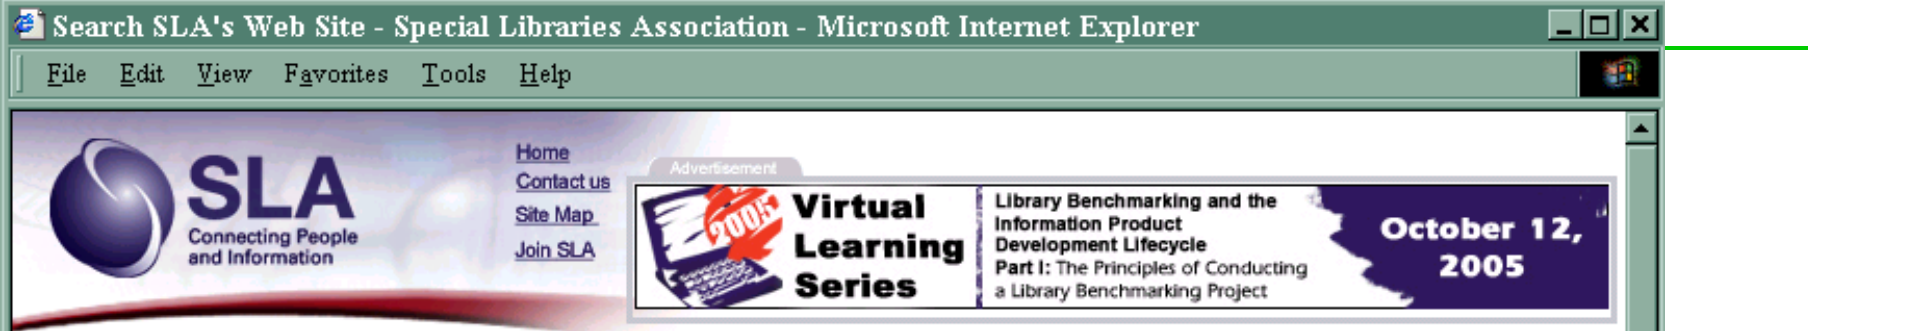 Search SLA's Web Site - Special Libraries Association - Microsoft Internet Explorer
File Edit View Favorites Tools Help
SLA
Connecting People
and Information
Home
Contact us
Site Map
Join SLA
Advertisement
2005
Virtual
Learning
Series
Library Benchmarking and the
Information Product
Development Lifecycle
Part I: The Principles of Conducting
a Library Benchmarking Project
October 12,
2005